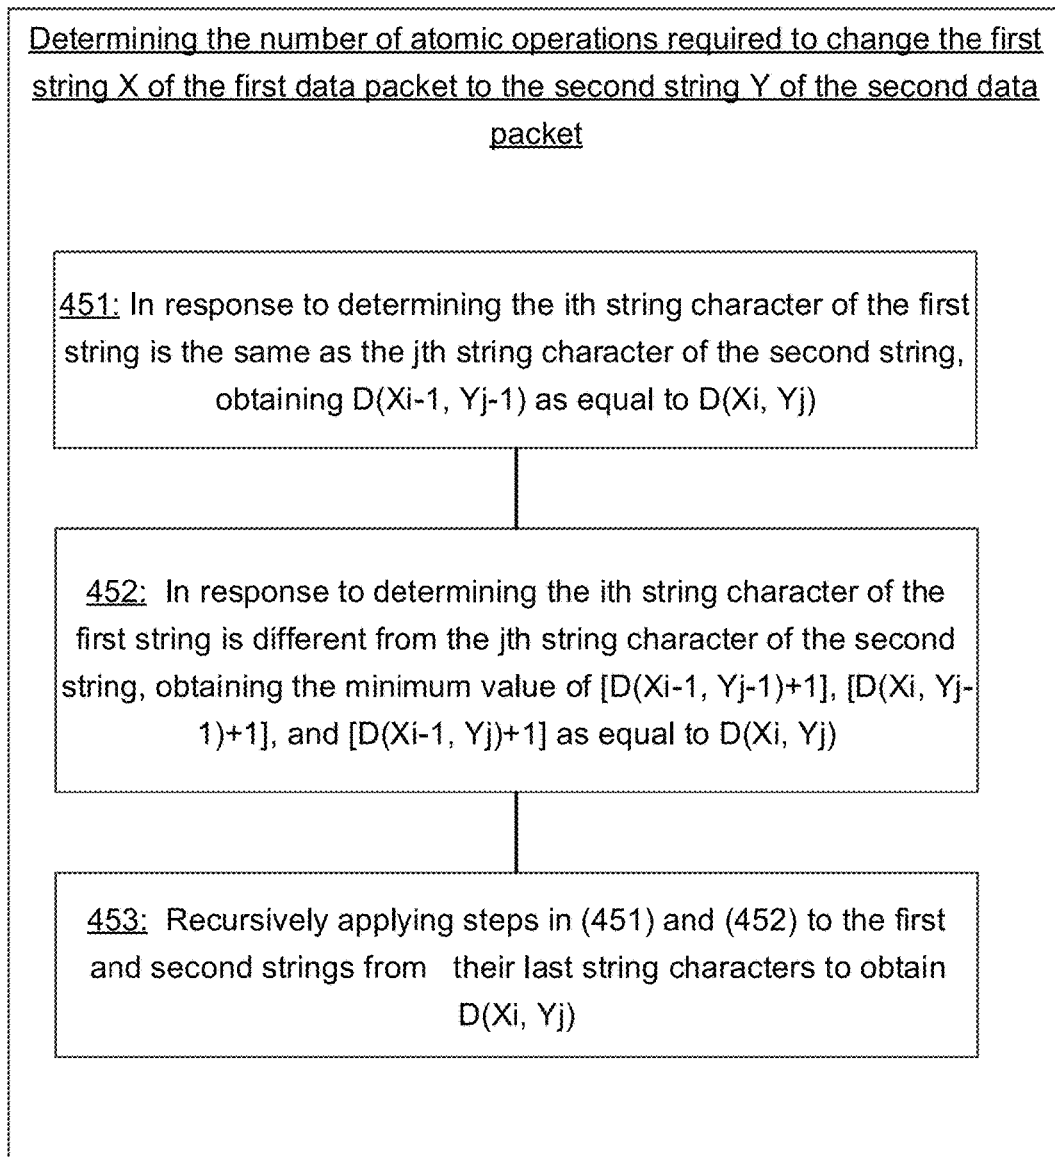 Determining the number of atomic operations required to change the first
string X of the first data packet to the second string Y of the second data
packet
451: In response to determining the ith string character of the first
string is the same as the jth string character of the second string,
obtaining D(Xi-1, Yj-1) as equal to D(Xi, Yj)
452: In response to determining the ith string character of the
first string is different from the jth string character of the second
string, obtaining the minimum value of [D(Xi-1, Yj-1)+1], [D(Xi, Yj-
1)+1], and [D(Xi-1, Yj)+1] as equal to D(Xi, Yj)
453: Recursively applying steps in (451) and (452) to the first
and second strings from their last string characters to obtain
D(Xi, Yj)